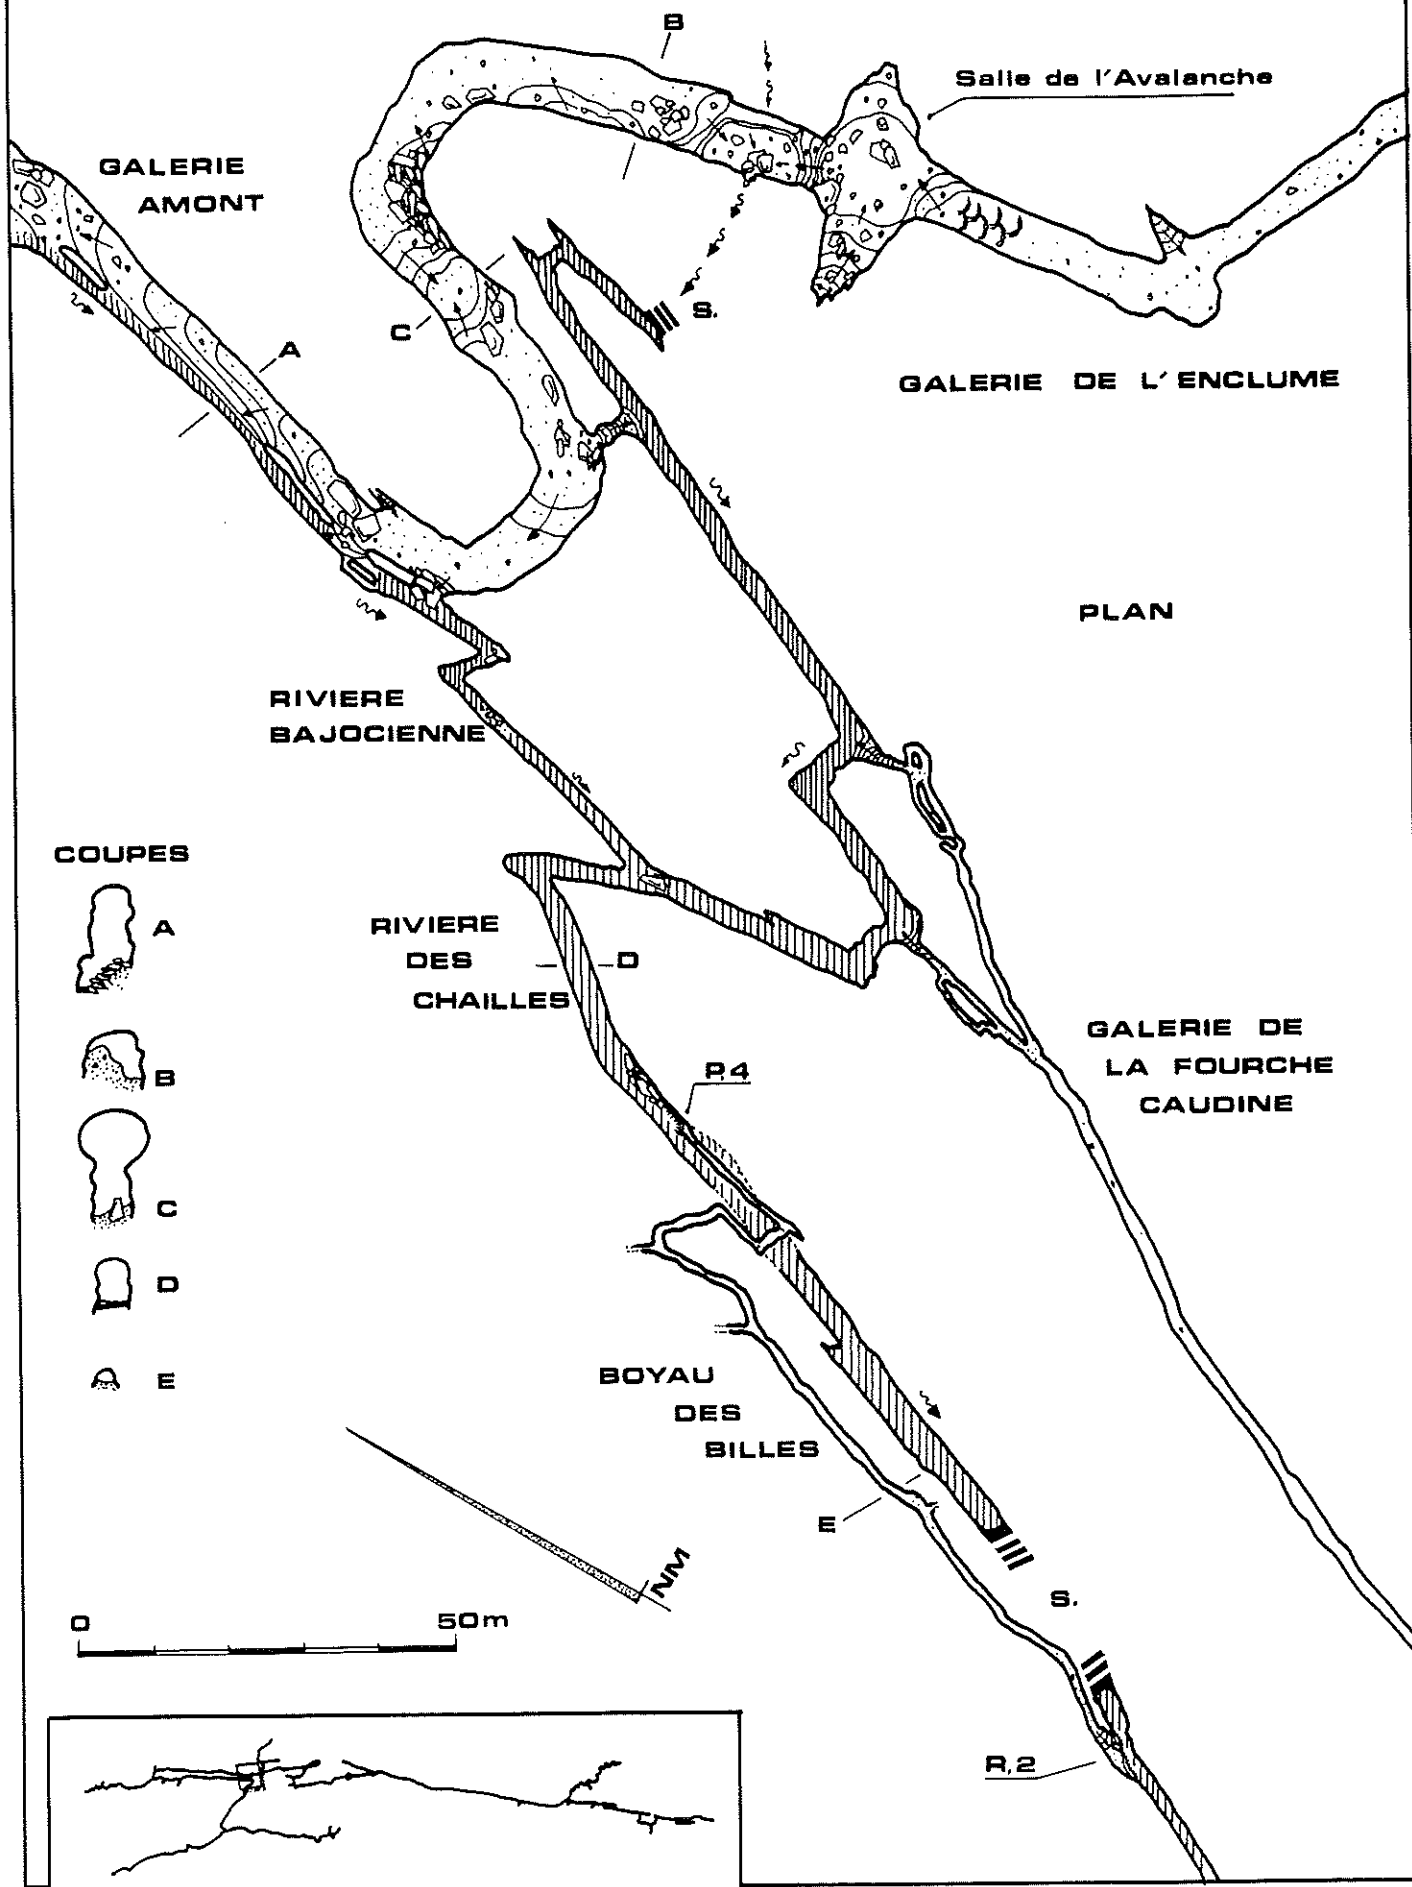 B
Salle de l'Avalanche
GALERIE
AMONT
S.
C
A
GALERIE DE L'ENCLUME
PLAN
RIVIERE
BAJOCIENNE
COUPES
A
B
C
D
E
RIVIERE
DES
CHAILLES
D
GALERIE DE
LA FOURCHE
CAUDINE
P.4
BOYAU
DES
BILLES
E
NM
0 50m
S.
R.2